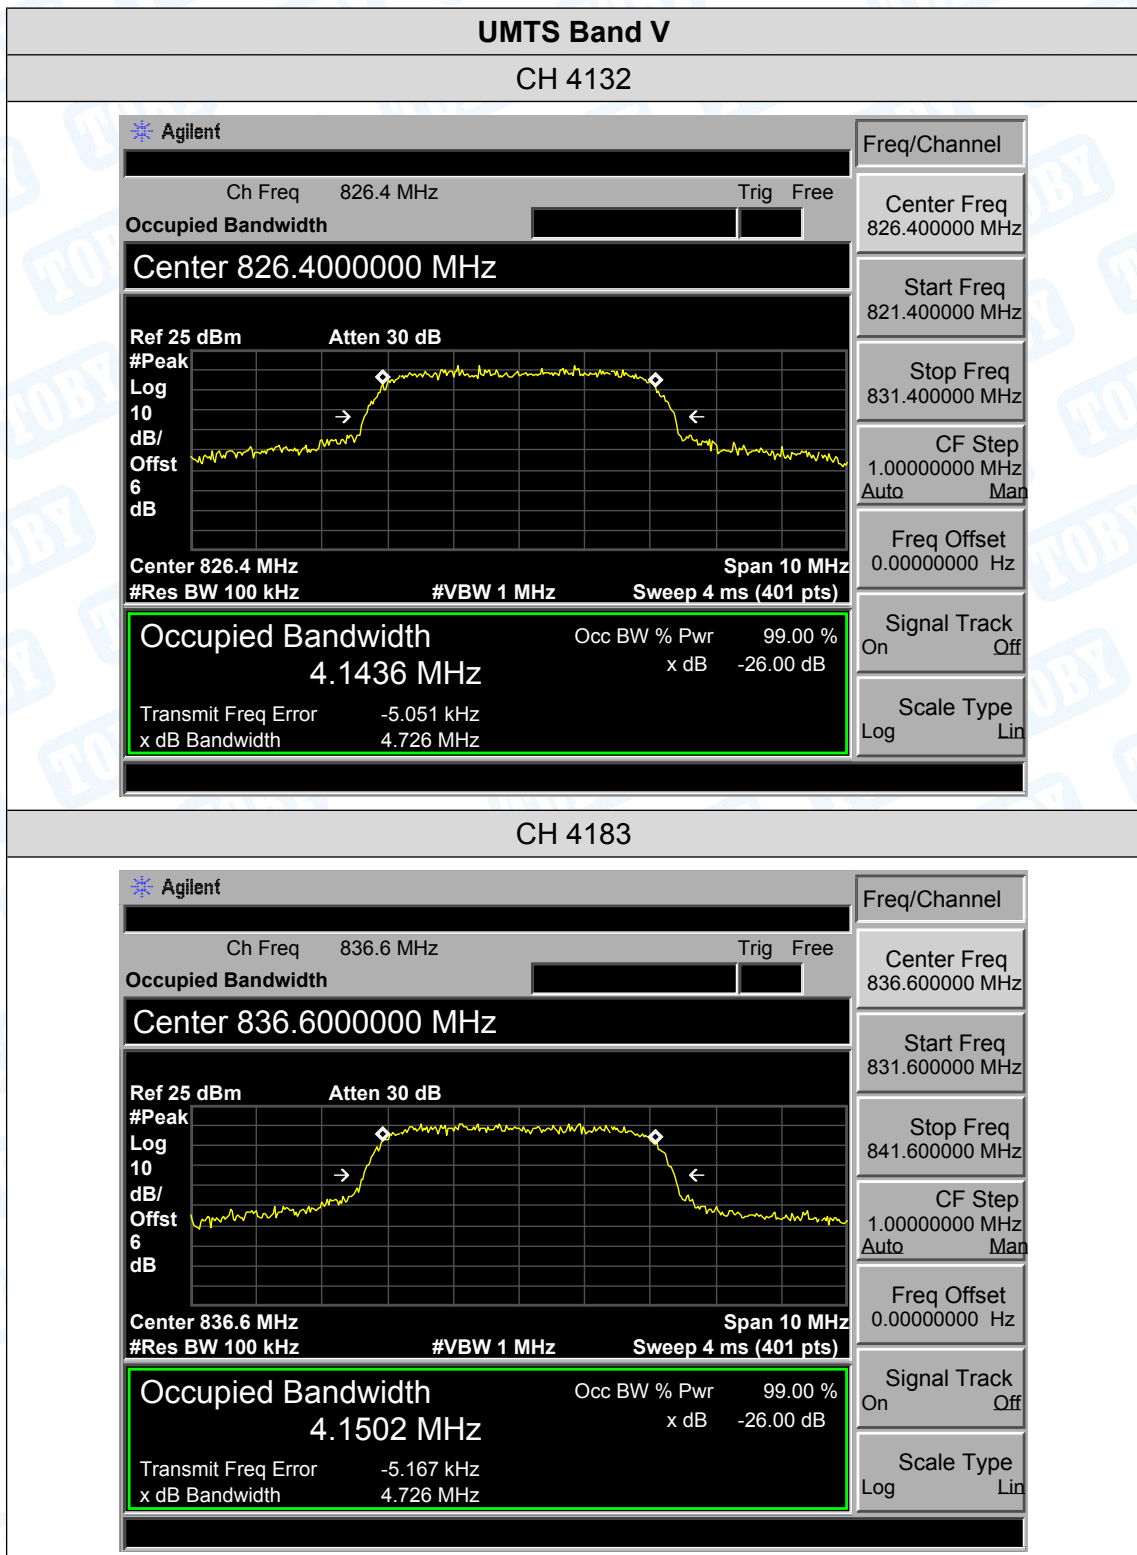 UMTS Band V
CH 4132
Agilent
Freq/Channel
Ch Freq 826.4 MHz Trig Free
Occupied Bandwidth
Center 826.4000000 MHz
Ref 25 dBm Atten 30 dB
#Peak
Log
10
dB/
Offst
6
dB
Center 826.4 MHz Span 10 MHz
#Res BW 100 kHz #VBW 1 MHz Sweep 4 ms (401 pts)
Occupied Bandwidth Occ BW % Pwr 99.00 %
4.1436 MHz x dB -26.00 dB
Transmit Freq Error -5.051 kHz
x dB Bandwidth 4.726 MHz
Center Freq
826.400000 MHz
Start Freq
821.400000 MHz
Stop Freq
831.400000 MHz
CF Step
1.00000000 MHz
Auto Man
Freq Offset
0.00000000 Hz
Signal Track
On Off
Scale Type
Log Lin
CH 4183
Agilent
Freq/Channel
Ch Freq 836.6 MHz Trig Free
Occupied Bandwidth
Center 836.6000000 MHz
Ref 25 dBm Atten 30 dB
#Peak
Log
10
dB/
Offst
6
dB
Center 836.6 MHz Span 10 MHz
#Res BW 100 kHz #VBW 1 MHz Sweep 4 ms (401 pts)
Occupied Bandwidth Occ BW % Pwr 99.00 %
4.1502 MHz x dB -26.00 dB
Transmit Freq Error -5.167 kHz
x dB Bandwidth 4.726 MHz
Center Freq
836.600000 MHz
Start Freq
831.600000 MHz
Stop Freq
841.600000 MHz
CF Step
1.00000000 MHz
Auto Man
Freq Offset
0.00000000 Hz
Signal Track
On Off
Scale Type
Log Lin
TOBY